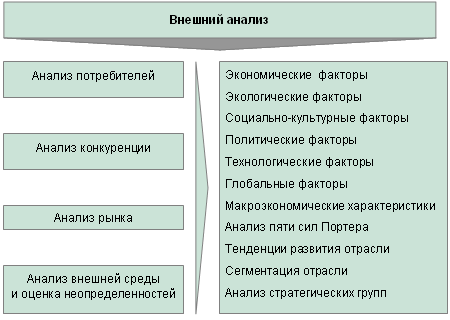 Внешний анализ
Анализ потребителей
Анализ конкуренции
Анализ рынка
Анализ внешней среды
и оценка неопределенностей
Экономические факторы
Экологические факторы
Социально-культурные факторы
Политические факторы
Технологические факторы
Глобальные факторы
Макроэкономические характеристики
Анализ пяти сил Портера
Тенденции развития отрасли
Сегментация отрасли
Анализ стратегических групп